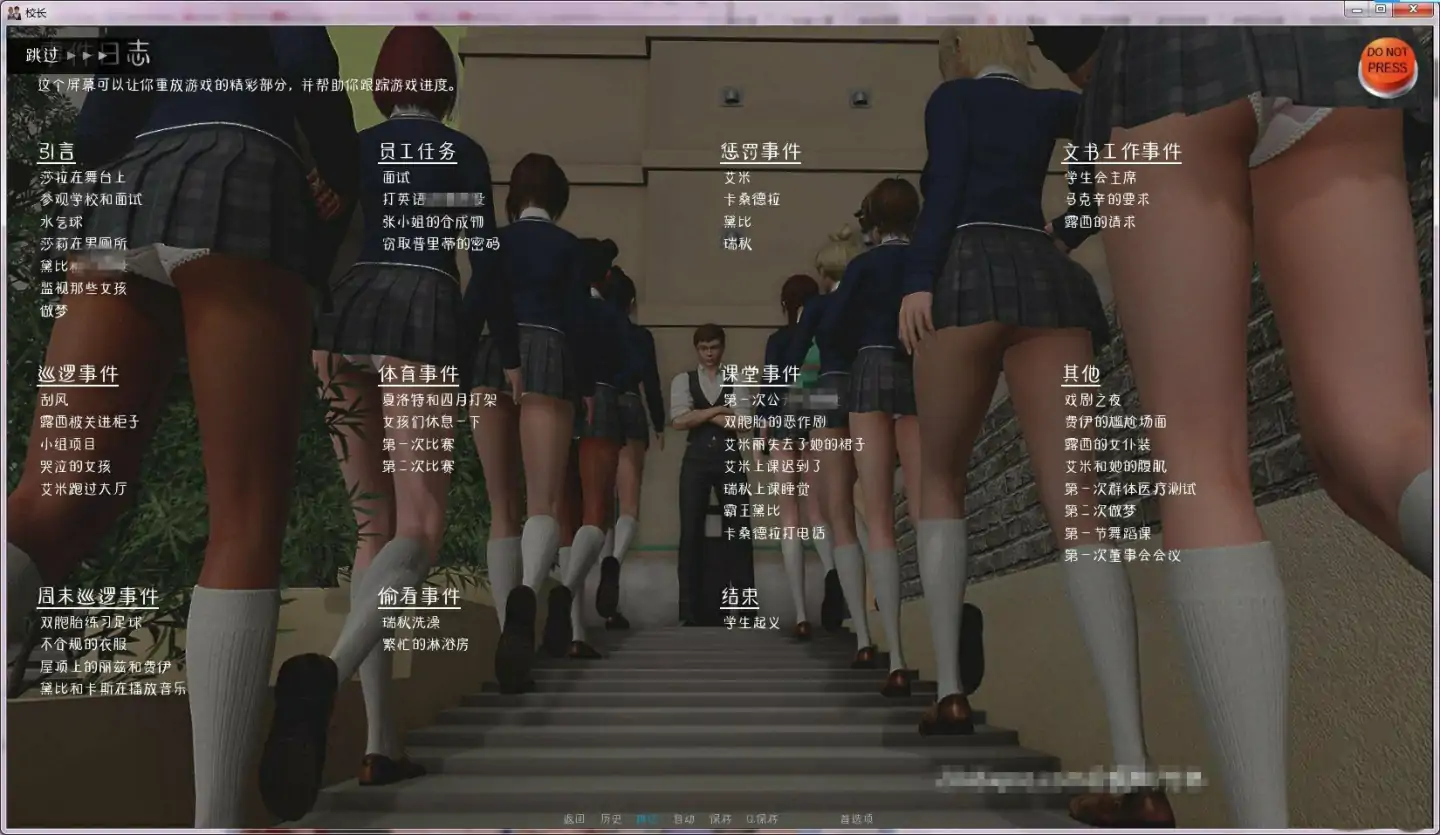 校长
跳过 ▸ ▸ ▸
事件日志
DO NOT
PRESS
这个屏幕可以让你重放游戏的精彩部分，并帮助你跟踪游戏进度。
引言
莎拉在舞台上
参观学校和面试
水气球
莎莉在男厕所
黛比
监视那些女孩
做梦
员工任务
面试
打英语
张小姐的合成物
窃取普里蒂的密码
惩罚事件
艾米
卡桑德拉
黛比
瑞秋
文书工作事件
学生会主席
马克辛的要求
露西的请求
巡逻事件
刮风
露西被关进柜子
小组项目
哭泣的女孩
艾米跑过大厅
体育事件
夏洛特和四月打架
女孩们休息一下
第一次比赛
第二次比赛
课堂事件
第一次公
双胞胎的恶作剧
艾米丽失去了她的裙子
艾米上课迟到了
瑞秋上课睡觉
霸王黛比
卡桑德拉打电话
其他
戏剧之夜
费伊的尴尬场面
露西的女仆装
艾米和她的腹肌
第一次群体医疗测试
第二次做梦
第一节舞蹈课
第一次董事会会议
周末巡逻事件
双胞胎练习足球
不合规的衣服
屋顶上的丽兹和费伊
黛比和卡斯在播放音乐
偷看事件
瑞秋洗澡
繁忙的淋浴房
结束
学生起义
返回 历史 跳过 自动 保存 Q.保存 首选项